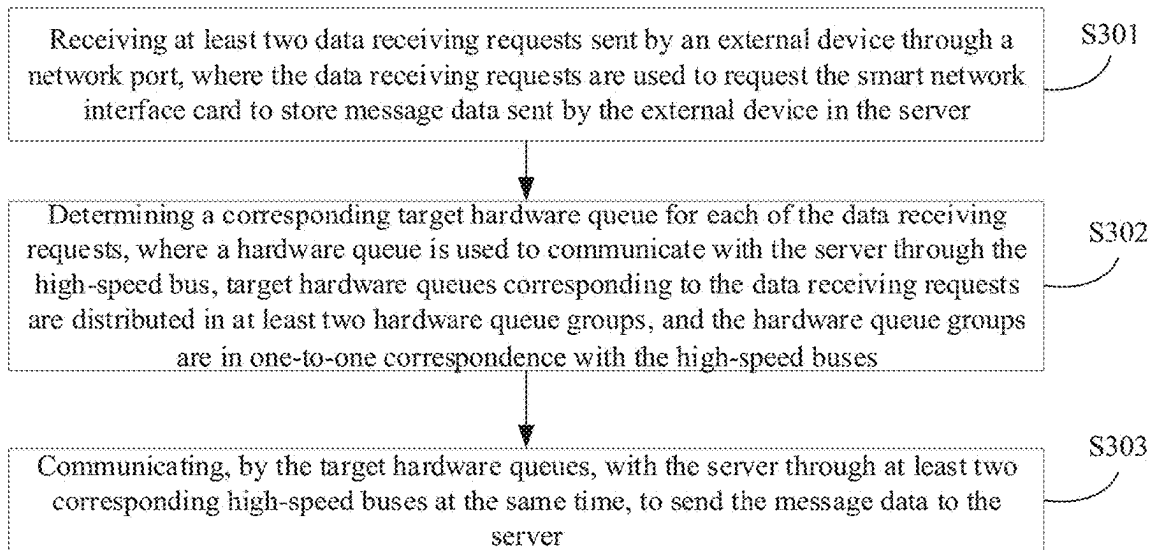 Receiving at least two data receiving requests sent by an external device through a
network port, where the data receiving requests are used to request the smart network
interface card to store message data sent by the external device in the server
S301
Determining a corresponding target hardware queue for each of the data receiving
requests, where a hardware queue is used to communicate with the server through the
high-speed bus, target hardware queues corresponding to the data receiving requests
are distributed in at least two hardware queue groups, and the hardware queue groups
are in one-to-one correspondence with the high-speed buses
S302
Communicating, by the target hardware queues, with the server through at least two
corresponding high-speed buses at the same time, to send the message data to the
server
S303